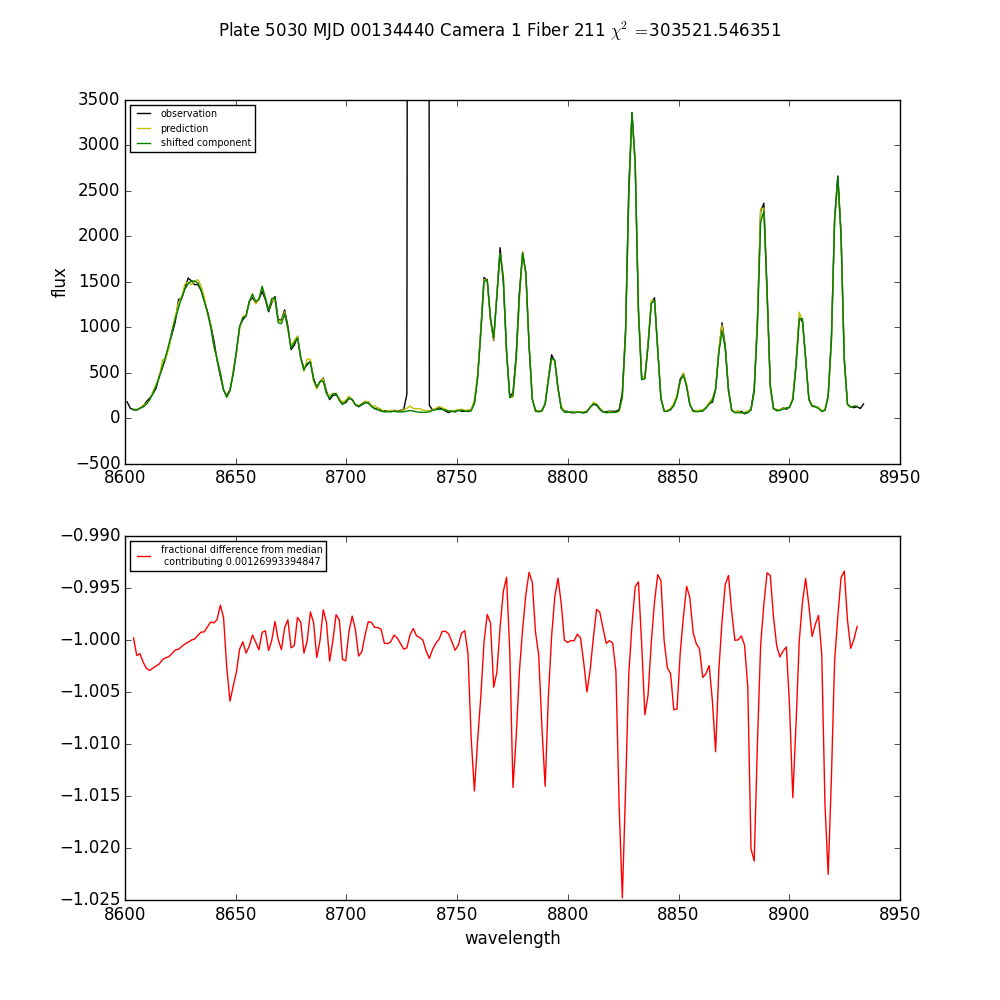 Plate 5030 MJD 00134440 Camera 1 Fiber 211 χ² =303521.546351
3500
3000
2500
2000
1500
1000
500
0
−500
flux
observation
prediction
shifted component
8600 8650 8700 8750 8800 8850 8900 8950
−0.990
−0.995
−1.000
−1.005
−1.010
−1.015
−1.020
−1.025
fractional difference from median
contributing 0.00126993394847
8600 8650 8700 8750 8800 8850 8900 8950
wavelength